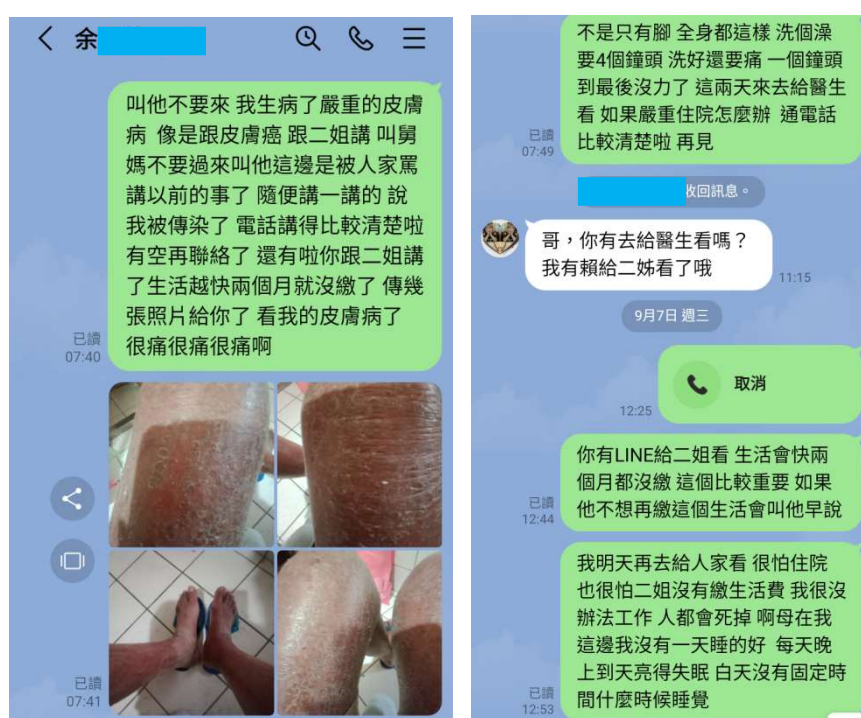 余
叫他不要來 我生病了嚴重的皮膚
病 像是跟皮膚癌 跟二姐講 叫舅
媽不要過來叫他這邊是被人家罵
講以前的事了 隨便講一講的 說
我被傳染了 電話講得比較清楚啦
有空再聯絡了 還有啦你跟二姐講
了生活越快兩個月就沒繳了 傳幾
張照片給你了 看我的皮膚病了
很痛很痛很痛啊
已讀
07:40
已讀
07:41
不是只有腳 全身都這樣 洗個澡
要4個鐘頭 洗好還要痛 一個鐘頭
到最後沒力了 這兩天來去給醫生
看 如果嚴重住院怎麼辦 通電話
比較清楚啦 再見
已讀
07:49
收回訊息。
哥，你有去給醫生看嗎？
我有賴給二姊看了哦
11:15
9月7日 週三
取消
12:25
你有LINE給二姐看 生活會快兩
個月都沒繳 這個比較重要 如果
他不想再繳這個生活會叫他早說
已讀
12:44
我明天再去給人家看 很怕住院
也很怕二姐沒有繳生活費 我很沒
辦法工作 人都會死掉 啊母在我
這邊我沒有一天睡的好 每天晚
上到天亮得失眠 白天沒有固定時
間什麼時候睡覺
已讀
12:53